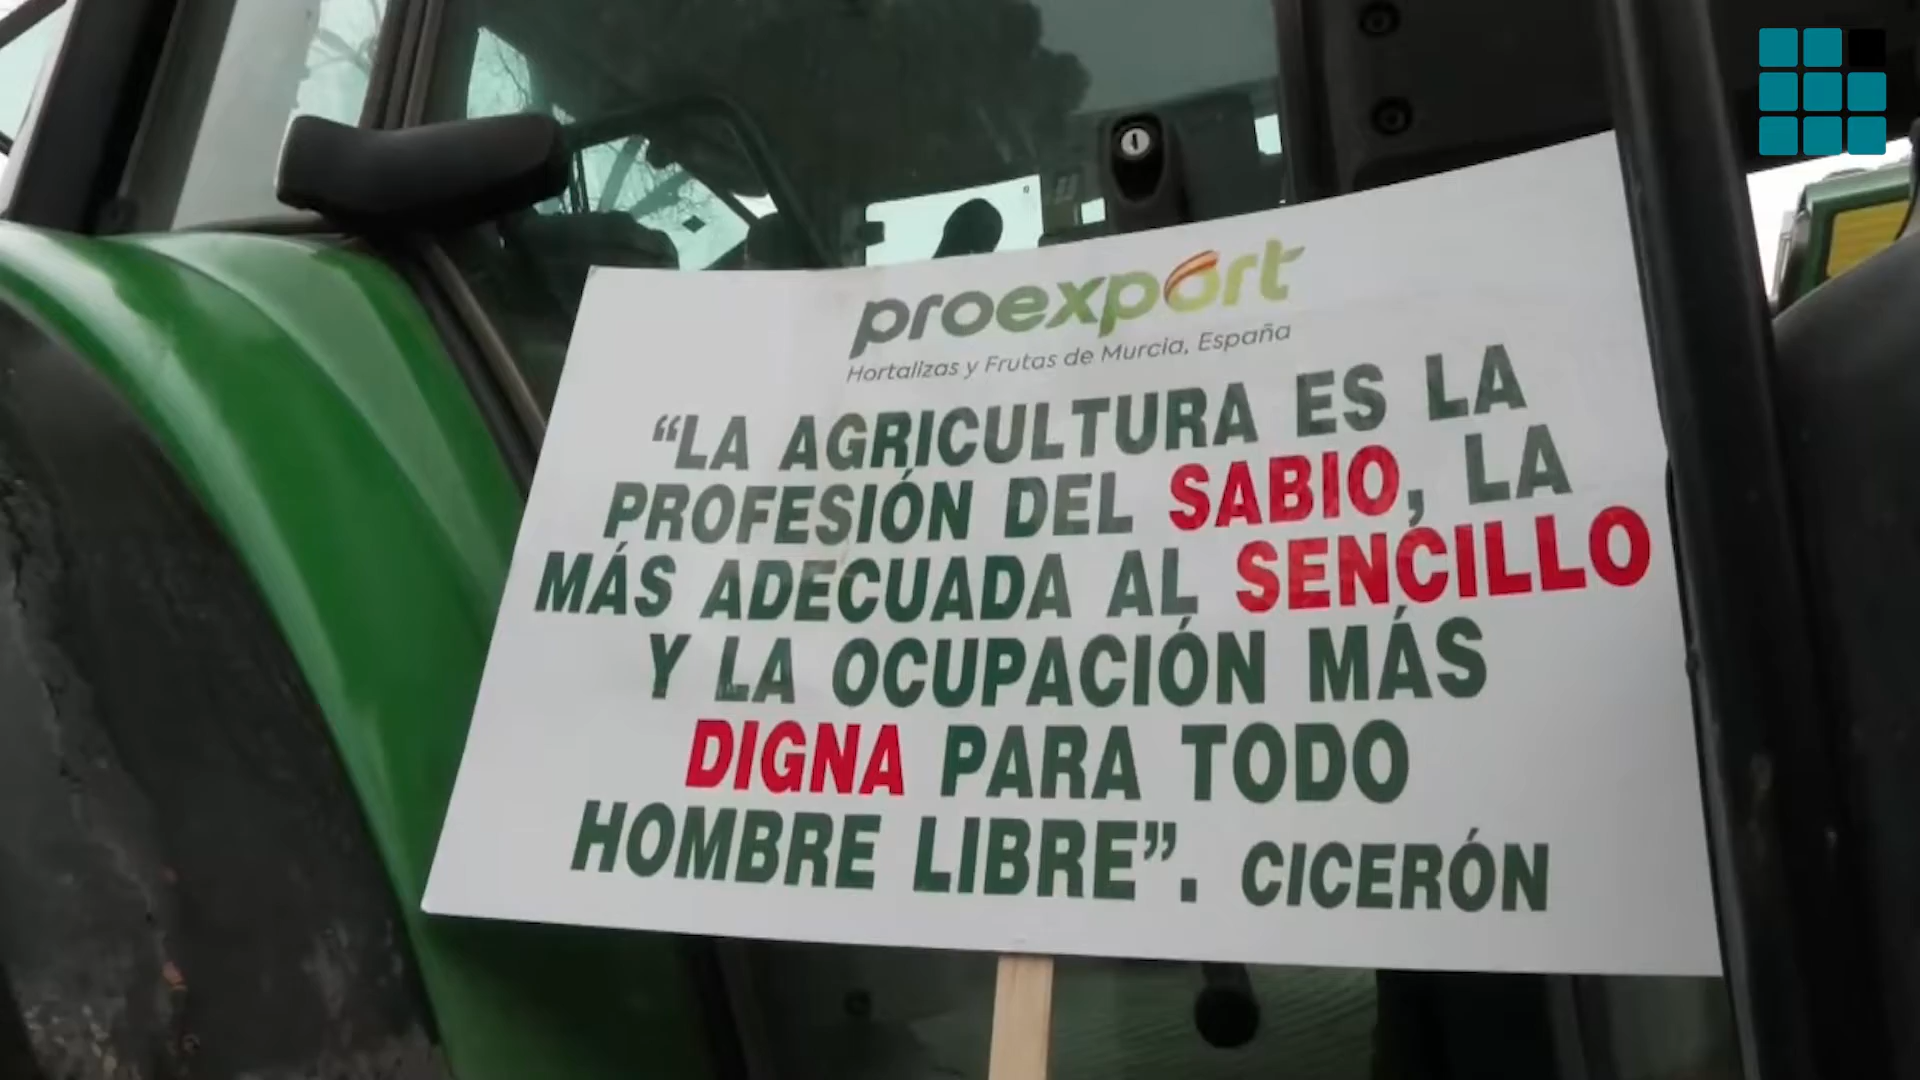 proexport
Hortalizas y Frutas de Murcia, España
“LA AGRICULTURA ES LA
PROFESIÓN DEL SABIO, LA
MÁS ADECUADA AL SENCILLO
Y LA OCUPACIÓN MÁS
DIGNA PARA TODO
HOMBRE LIBRE”. CICERÓN